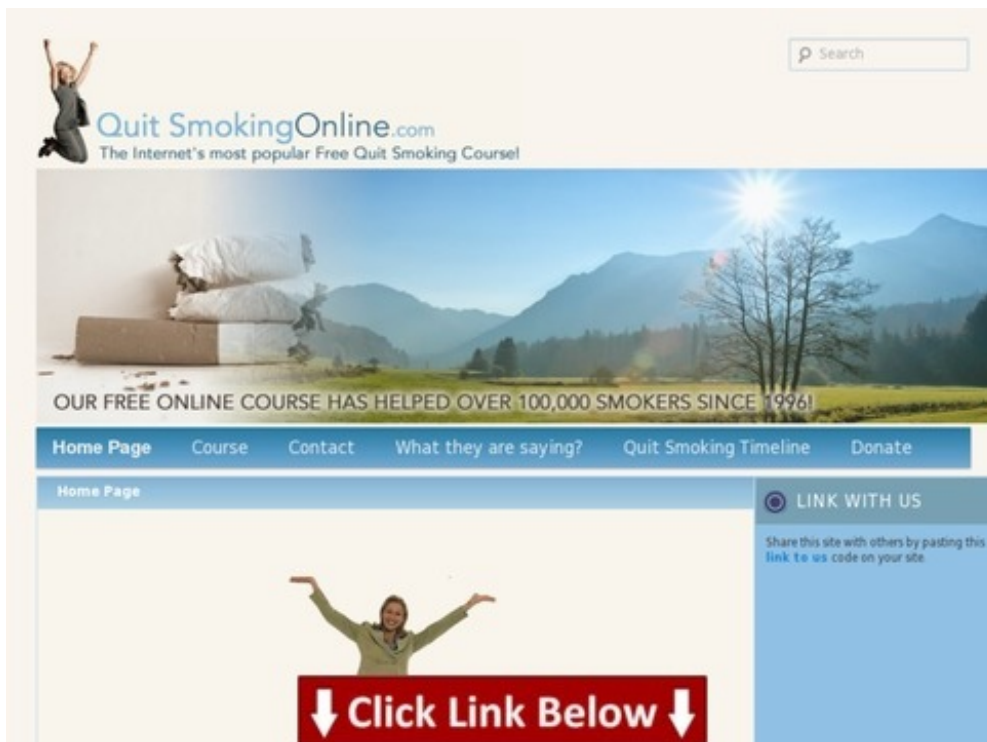 Search
Quit SmokingOnline.com
The Internet's most popular Free Quit Smoking Course!
OUR FREE ONLINE COURSE HAS HELPED OVER 100,000 SMOKERS SINCE 1996!
Home Page Course Contact What they are saying? Quit Smoking Timeline Donate
Home Page
LINK WITH US
Share this site with others by pasting this
link to us code on your site.
Click Link Below